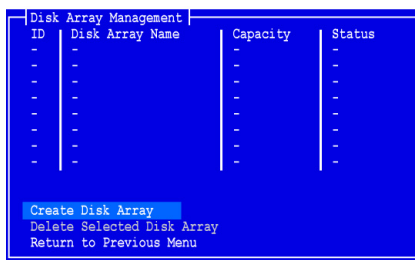 Disk Array Management
ID Disk Array Name Capacity Status
- - - -
- - - -
- - - -
- - - -
- - - -
- - - -
- - - -
- - - -
Create Disk Array
Delete Selected Disk Array
Return to Previous Menu